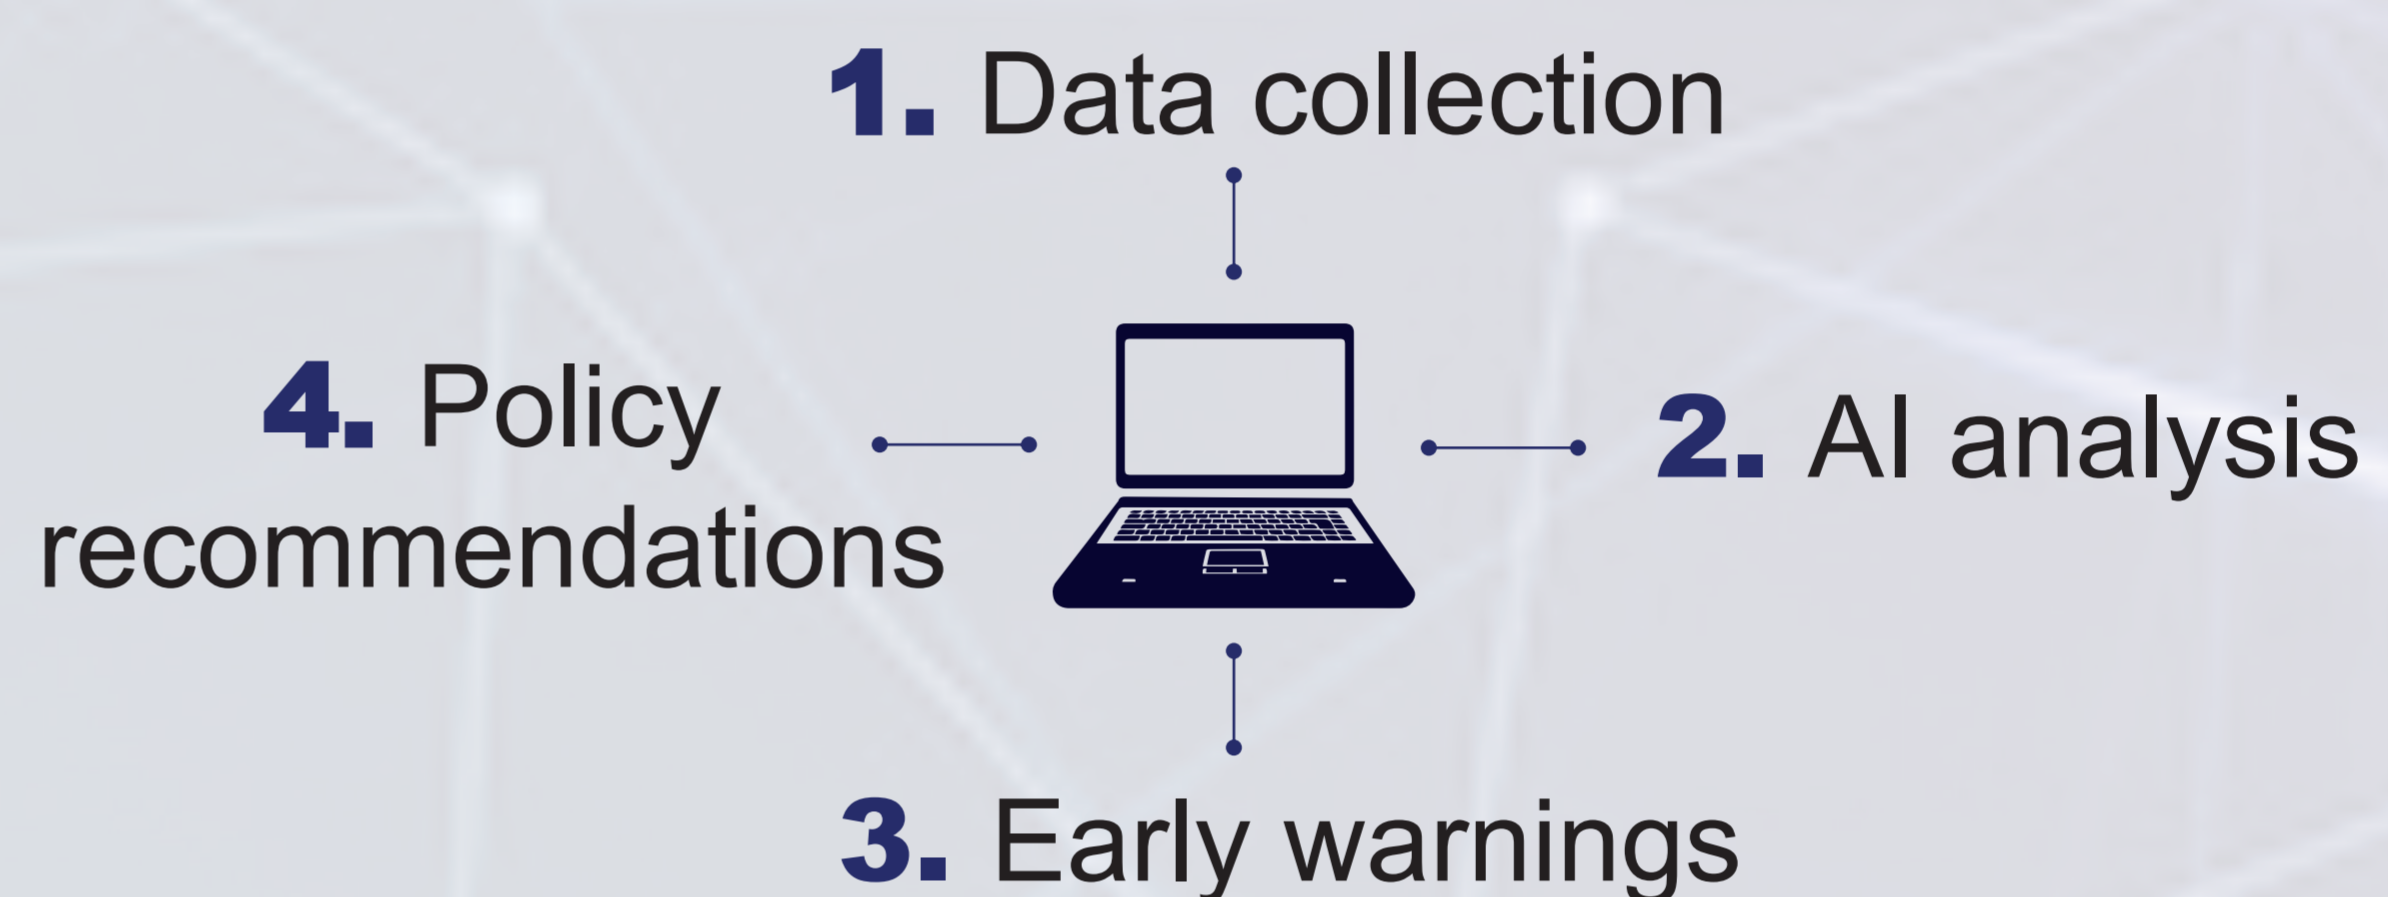 1. Data collection
2. AI analysis
3. Early warnings
4. Policy
recommendations